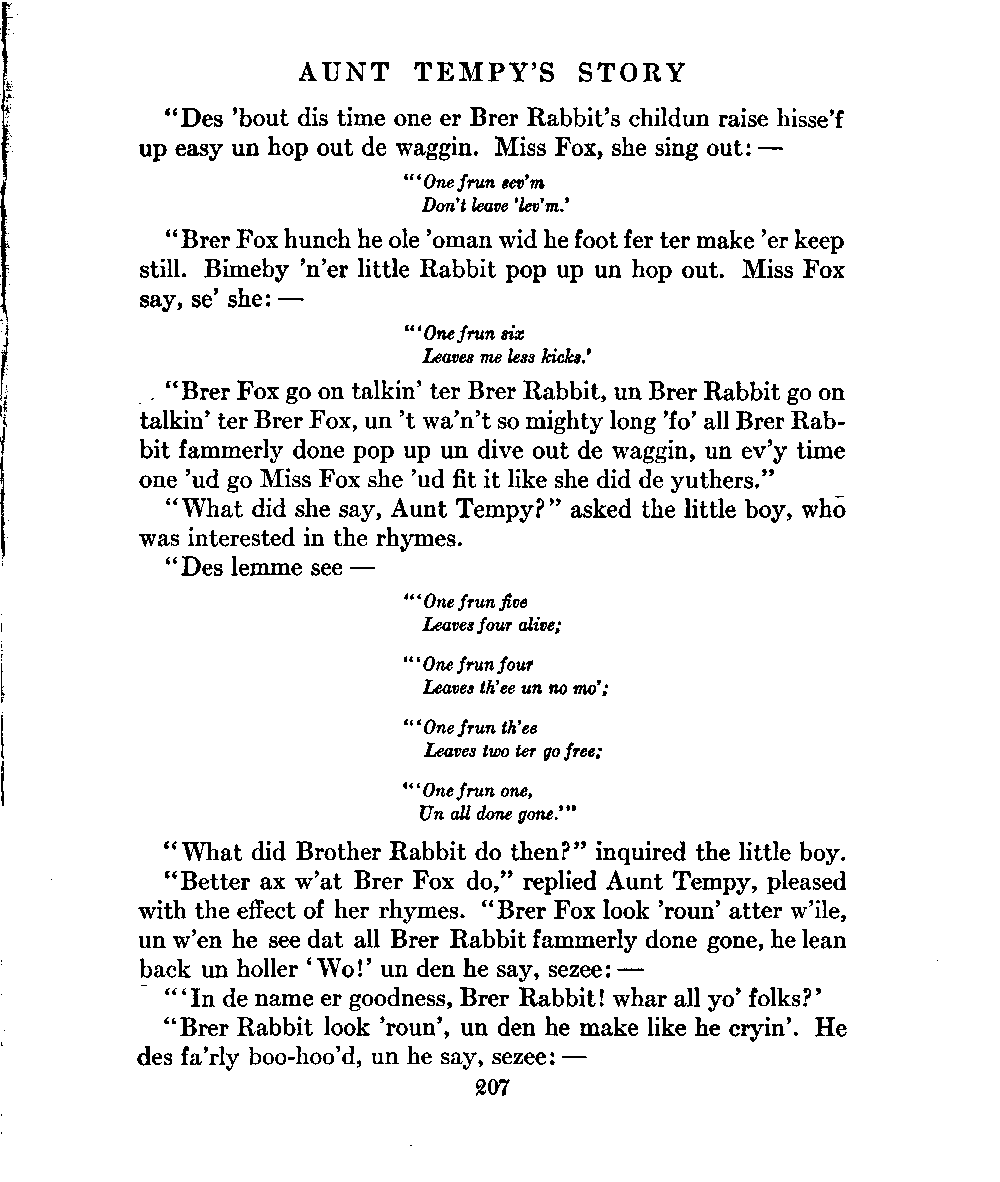 AUNT TEMPY'S STORY
“Des ’bout dis time one er Brer Rabbit's childun raise hisse’f
up easy un hop out de waggin. Miss Fox, she sing out: —
“‘One frun sev’m
Don't leave ’lev’m.’
“Brer Fox hunch he ole ’oman wid he foot fer ter make ’er keep
still. Bimeby ’n’er little Rabbit pop up un hop out. Miss Fox
say, se’ she: —
“‘One frun six
Leaves me less kicks.’
“Brer Fox go on talkin’ ter Brer Rabbit, un Brer Rabbit go on
talkin’ ter Brer Fox, un ’t wa’n’t so mighty long ’fo’ all Brer Rab-
bit fammerly done pop up un dive out de waggin, un ev’y time
one ’ud go Miss Fox she ’ud fit it like she did de yuthers.”
“What did she say, Aunt Tempy?” asked the little boy, who
was interested in the rhymes.
“Des lemme see —
“‘One frun five
Leaves four alive;
“‘One frun four
Leaves th’ee un no mo’;
“‘One frun th’ee
Leaves two ter go free;
“‘One frun one,
Un all done gone.’”
“What did Brother Rabbit do then?” inquired the little boy.
“Better ax w’at Brer Fox do,” replied Aunt Tempy, pleased
with the effect of her rhymes. “Brer Fox look ’roun’ atter w’ile,
un w’en he see dat all Brer Rabbit fammerly done gone, he lean
back un holler ‘Wo!’ un den he say, sezee: —
“‘In de name er goodness, Brer Rabbit! whar all yo’ folks?’
“Brer Rabbit look ’roun’, un den he make like he cryin’. He
des fa’rly boo-hoo’d, un he say, sezee: —
207